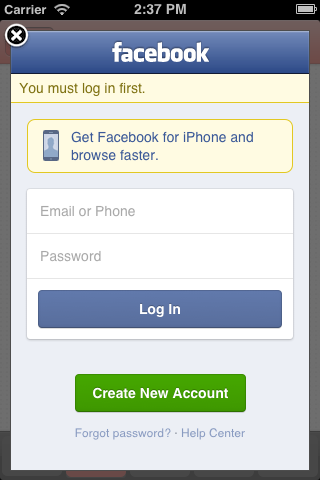 Carrier 2:37 PM
facebook
You must log in first.
Get Facebook for iPhone and
browse faster.
Email or Phone
Password
Log In
Create New Account
Forgot password? · Help Center